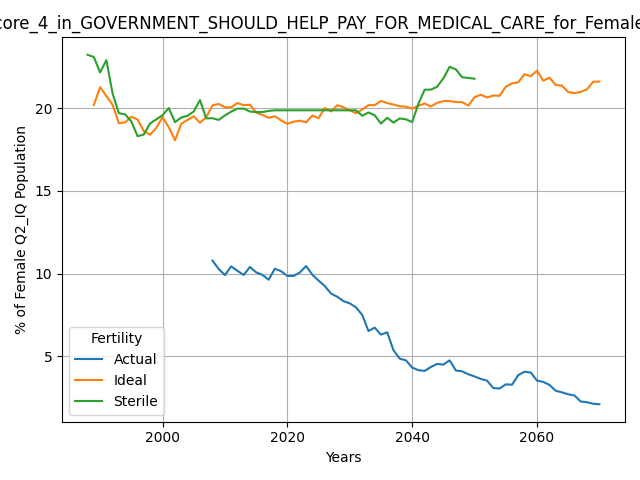 core_4_in_GOVERNMENT_SHOULD_HELP_PAY_FOR_MEDICAL_CARE_for_Female
% of Female Q2_IQ Population
20
15
10
5
Fertility
Actual
Ideal
Sterile
2000
2020
2040
2060
Years